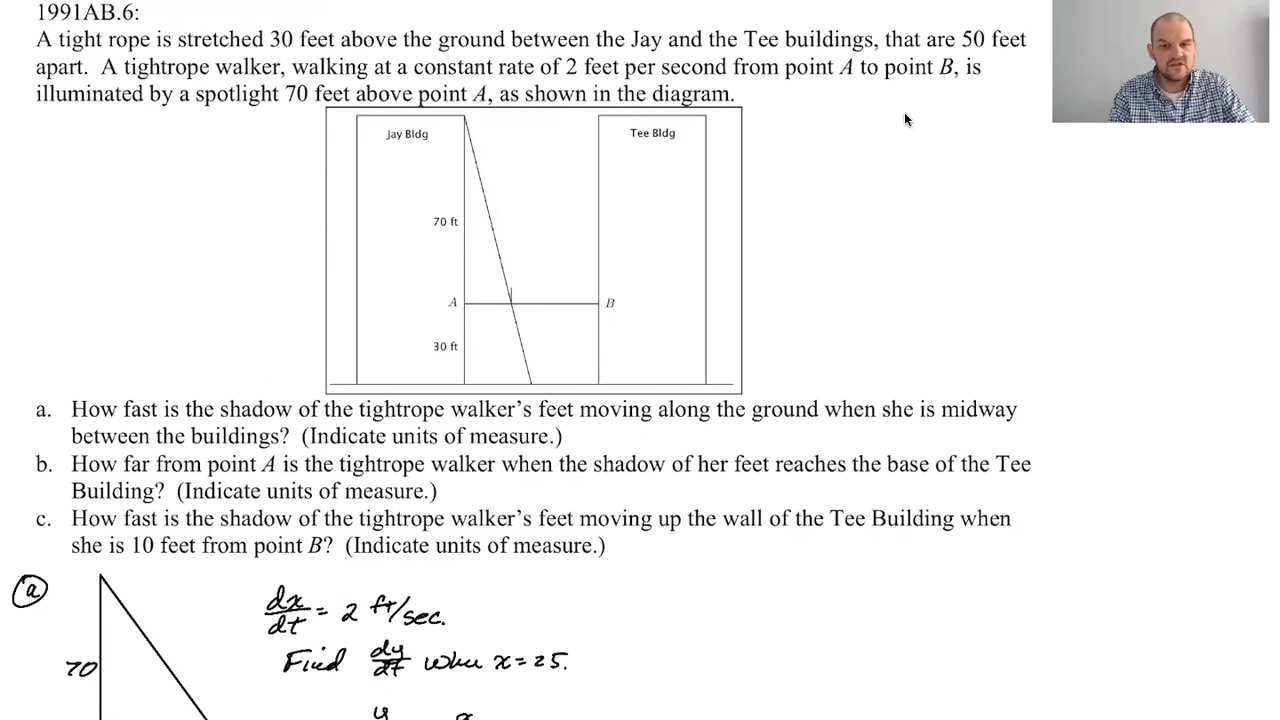 1991AB.6:
A tight rope is stretched 30 feet above the ground between the Jay and the Tee buildings, that are 50 feet
apart. A tightrope walker, walking at a constant rate of 2 feet per second from point A to point B, is
illuminated by a spotlight 70 feet above point A, as shown in the diagram.
Jay Bldg
Tee Bldg
70 ft
A
B
30 ft
a. How fast is the shadow of the tightrope walker's feet moving along the ground when she is midway
between the buildings? (Indicate units of measure.)
b. How far from point A is the tightrope walker when the shadow of her feet reaches the base of the Tee
Building? (Indicate units of measure.)
c. How fast is the shadow of the tightrope walker's feet moving up the wall of the Tee Building when
she is 10 feet from point B? (Indicate units of measure.)
a
dx/dt = 2 ft/sec.
Find dy/dt when x=25.
70